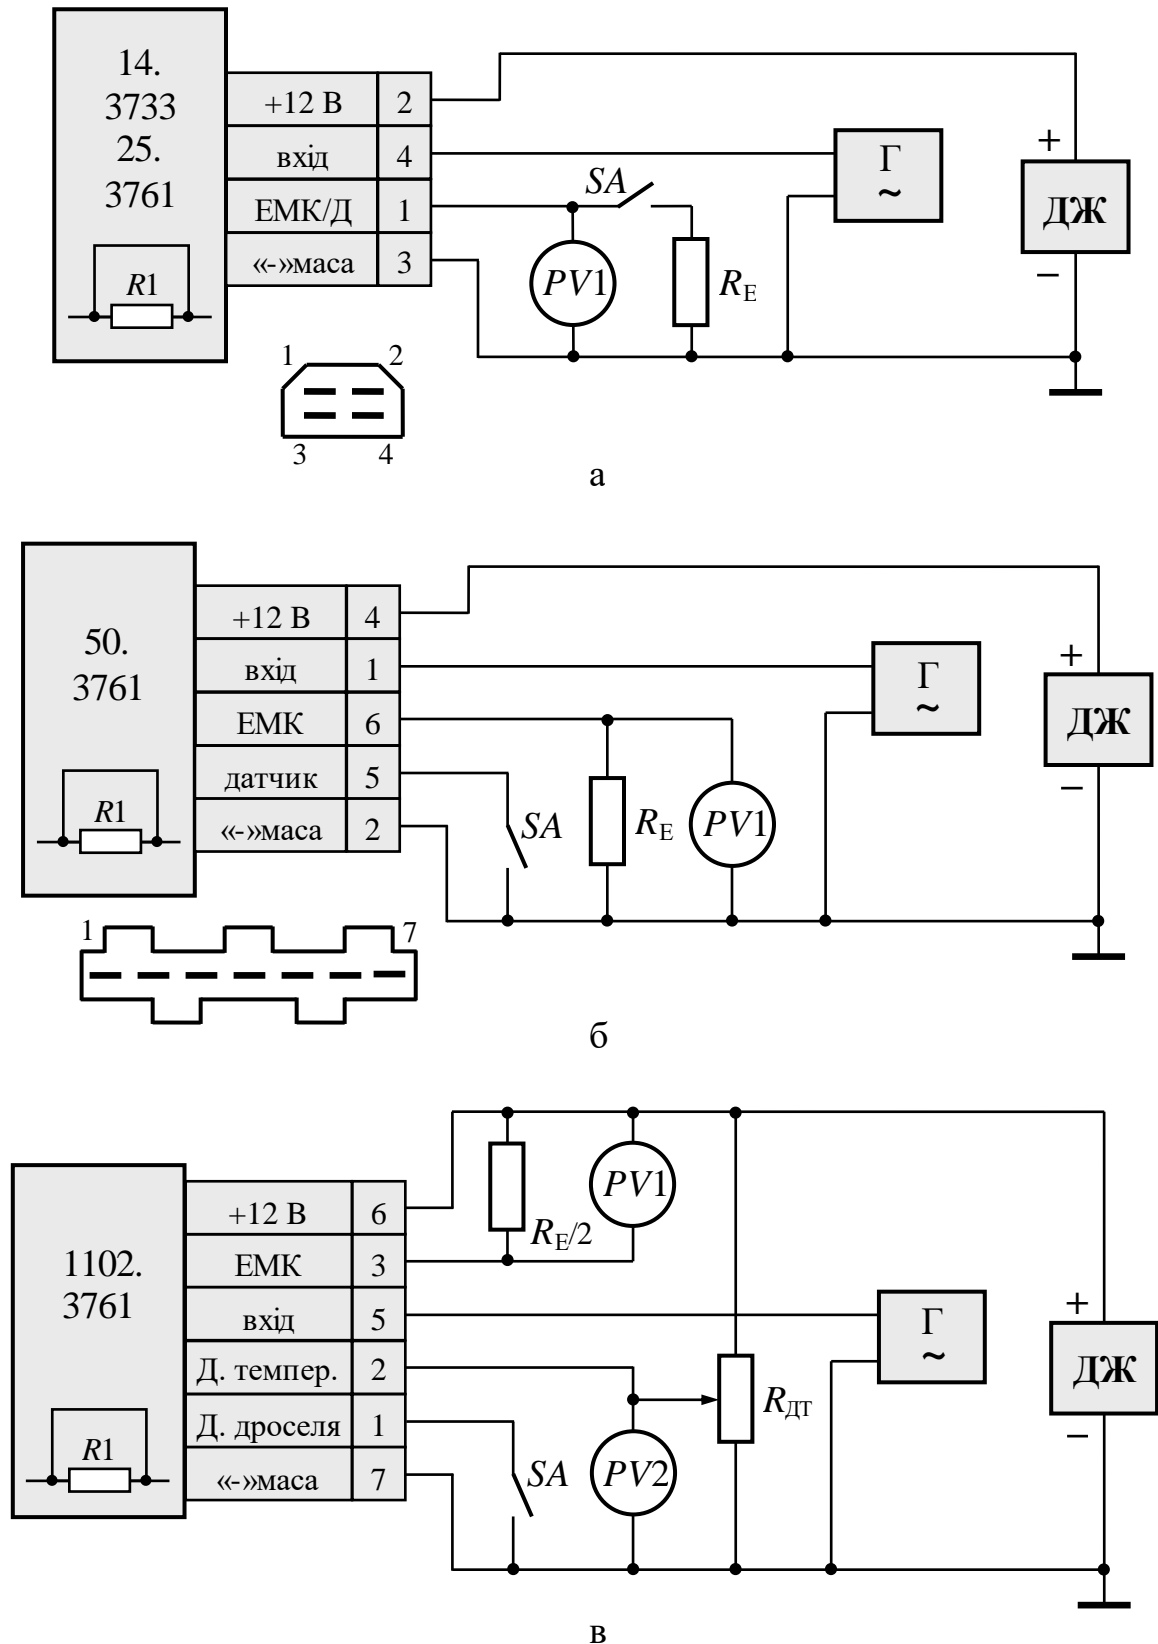 14.
3733
25.
3761
R1
+12 В 2
вхід 4
ЕМК/Д 1
«-»маса 3
SA
PV1
RЕ
Г
~
+
ДЖ
−
1 2
3 4
а
50.
3761
R1
+12 В 4
вхід 1
ЕМК 6
датчик 5
«-»маса 2
SA
RЕ
PV1
Г
~
+
ДЖ
−
1 7
б
1102.
3761
R1
+12 В 6
ЕМК 3
вхід 5
Д. темпер. 2
Д. дроселя 1
«-»маса 7
RЕ/2
PV1
SA
PV2
RДТ
Г
~
+
ДЖ
−
в